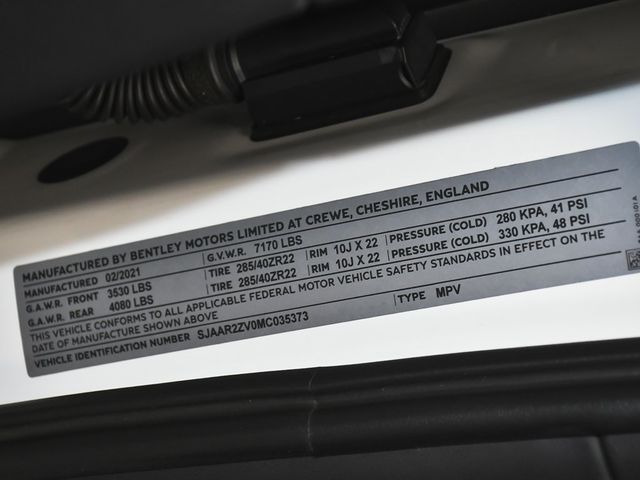 MANUFACTURED BY BENTLEY MOTORS LIMITED AT CREWE, CHESHIRE, ENGLAND
MANUFACTURED 02/2021 G.V.W.R. 7170 LBS
G.A.W.R. FRONT 3530 LBS TIRE 285/40ZR22 RIM 10J X 22 PRESSURE (COLD) 280 KPA, 41 PSI
G.A.W.R. REAR 4080 LBS TIRE 285/40ZR22 RIM 10J X 22 PRESSURE (COLD) 330 KPA, 48 PSI
THIS VEHICLE CONFORMS TO ALL APPLICABLE FEDERAL MOTOR VEHICLE SAFETY STANDARDS IN EFFECT ON THE
DATE OF MANUFACTURE SHOWN ABOVE
VEHICLE IDENTIFICATION NUMBER SJAAR2ZV0MC035373 TYPE MPV